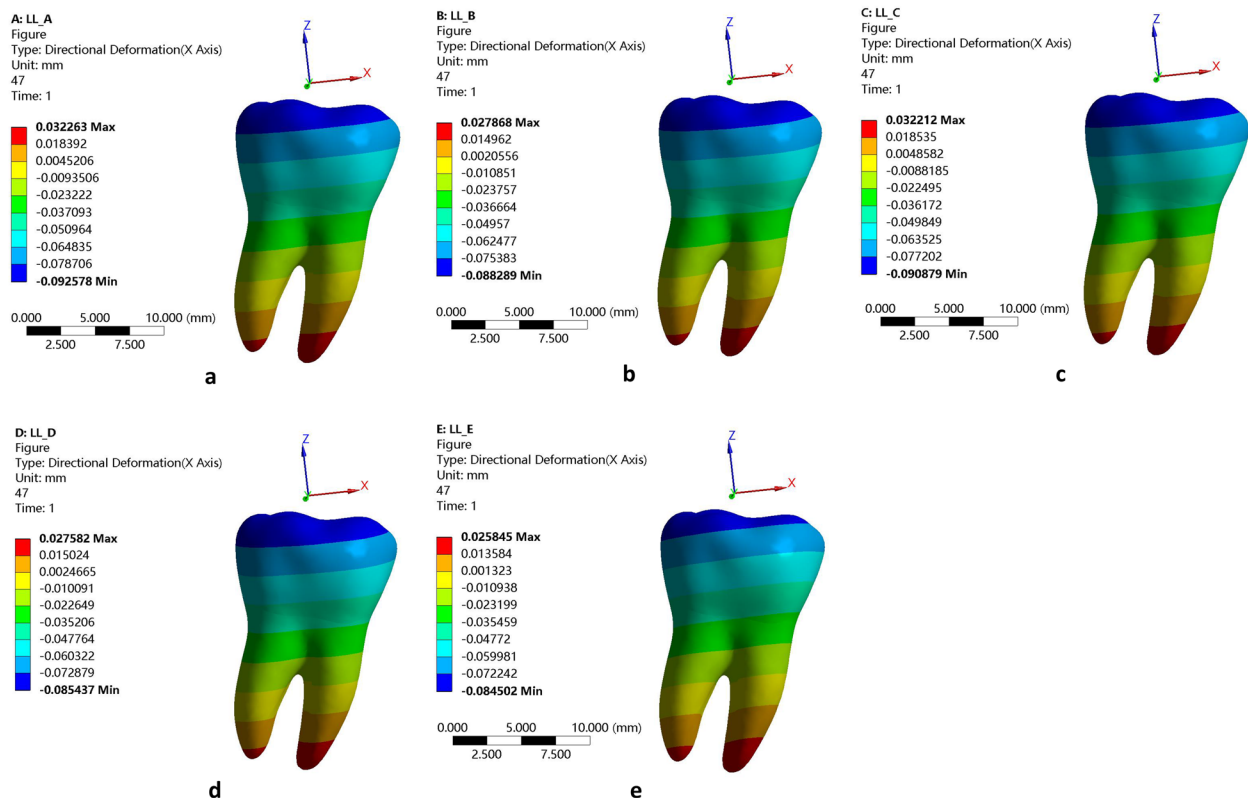 A: LL_A
Figure
Type: Directional Deformation(X Axis)
Unit: mm
47
Time: 1
Z
X
0.032263 Max
0.018392
0.0045206
-0.0093506
-0.023222
-0.037093
-0.050964
-0.064835
-0.078706
-0.092578 Min
0.000 5.000 10.000 (mm)
2.500 7.500
a
B: LL_B
Figure
Type: Directional Deformation(X Axis)
Unit: mm
47
Time: 1
Z
X
0.027868 Max
0.014962
0.0020556
-0.010851
-0.023757
-0.036664
-0.04957
-0.062477
-0.075383
-0.088289 Min
0.000 5.000 10.000 (mm)
2.500 7.500
b
C: LL_C
Figure
Type: Directional Deformation(X Axis)
Unit: mm
47
Time: 1
Z
X
0.032212 Max
0.018535
0.0048582
-0.0088185
-0.022495
-0.036172
-0.049849
-0.063525
-0.077202
-0.090879 Min
0.000 5.000 10.000 (mm)
2.500 7.500
c
D: LL_D
Figure
Type: Directional Deformation(X Axis)
Unit: mm
47
Time: 1
Z
X
0.027582 Max
0.015024
0.0024665
-0.010091
-0.022649
-0.035206
-0.047764
-0.060322
-0.072879
-0.085437 Min
d
E: LL_E
Figure
Type: Directional Deformation(X Axis)
Unit: mm
47
Time: 1
Z
X
0.025845 Max
0.013584
0.001323
-0.010938
-0.023199
-0.035459
-0.04772
-0.059981
-0.072242
-0.084502 Min
0.000 5.000 10.000 (mm)
2.500 7.500
e